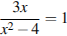 3x/(x² − 4) = 1